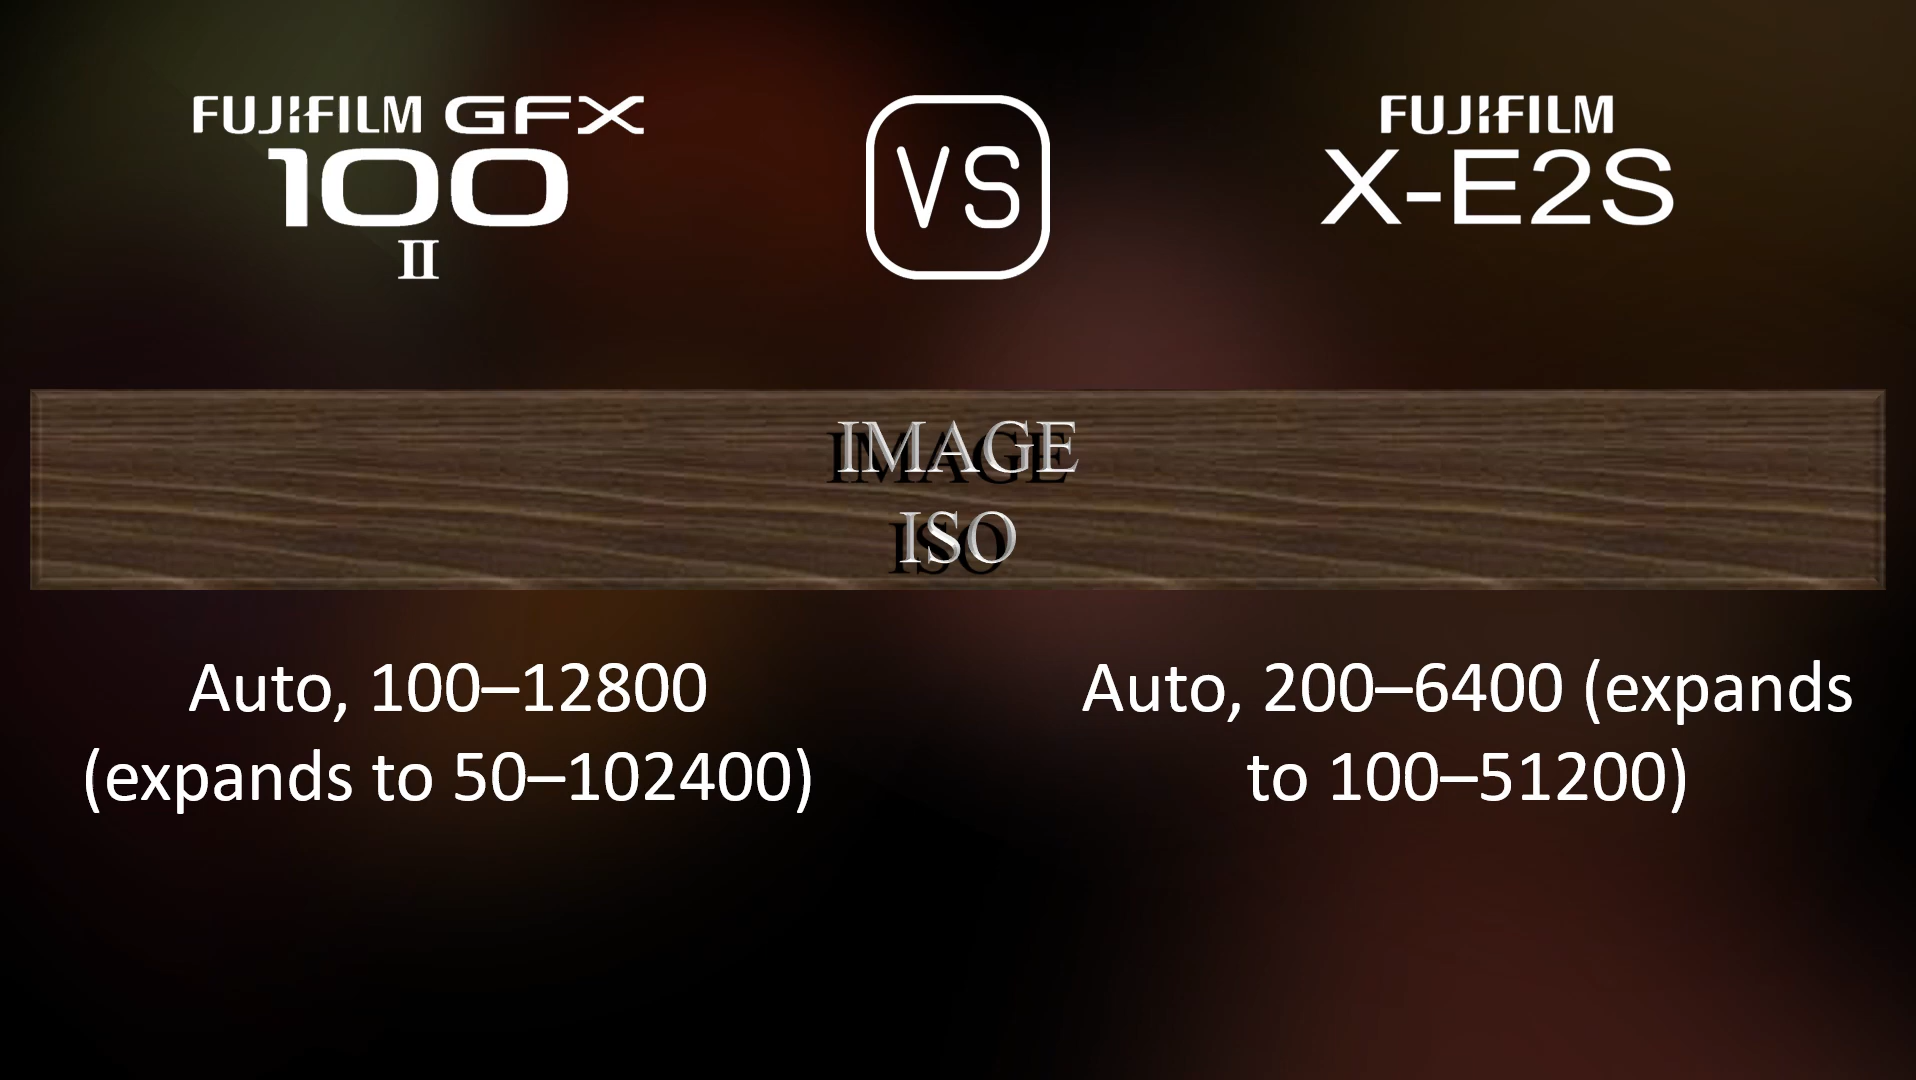 FUJIFILM GFX
100
II
VS
FUJIFILM
X-E2S
IMAGE
ISO
Auto, 100–12800
(expands to 50–102400)
Auto, 200–6400 (expands
to 100–51200)